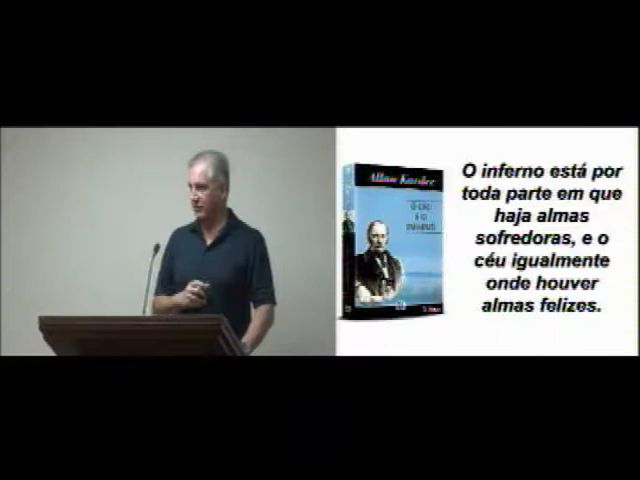 Allan Kardec
O inferno está por
toda parte em que
haja almas
sofredoras, e o
céu igualmente
onde houver
almas felizes.